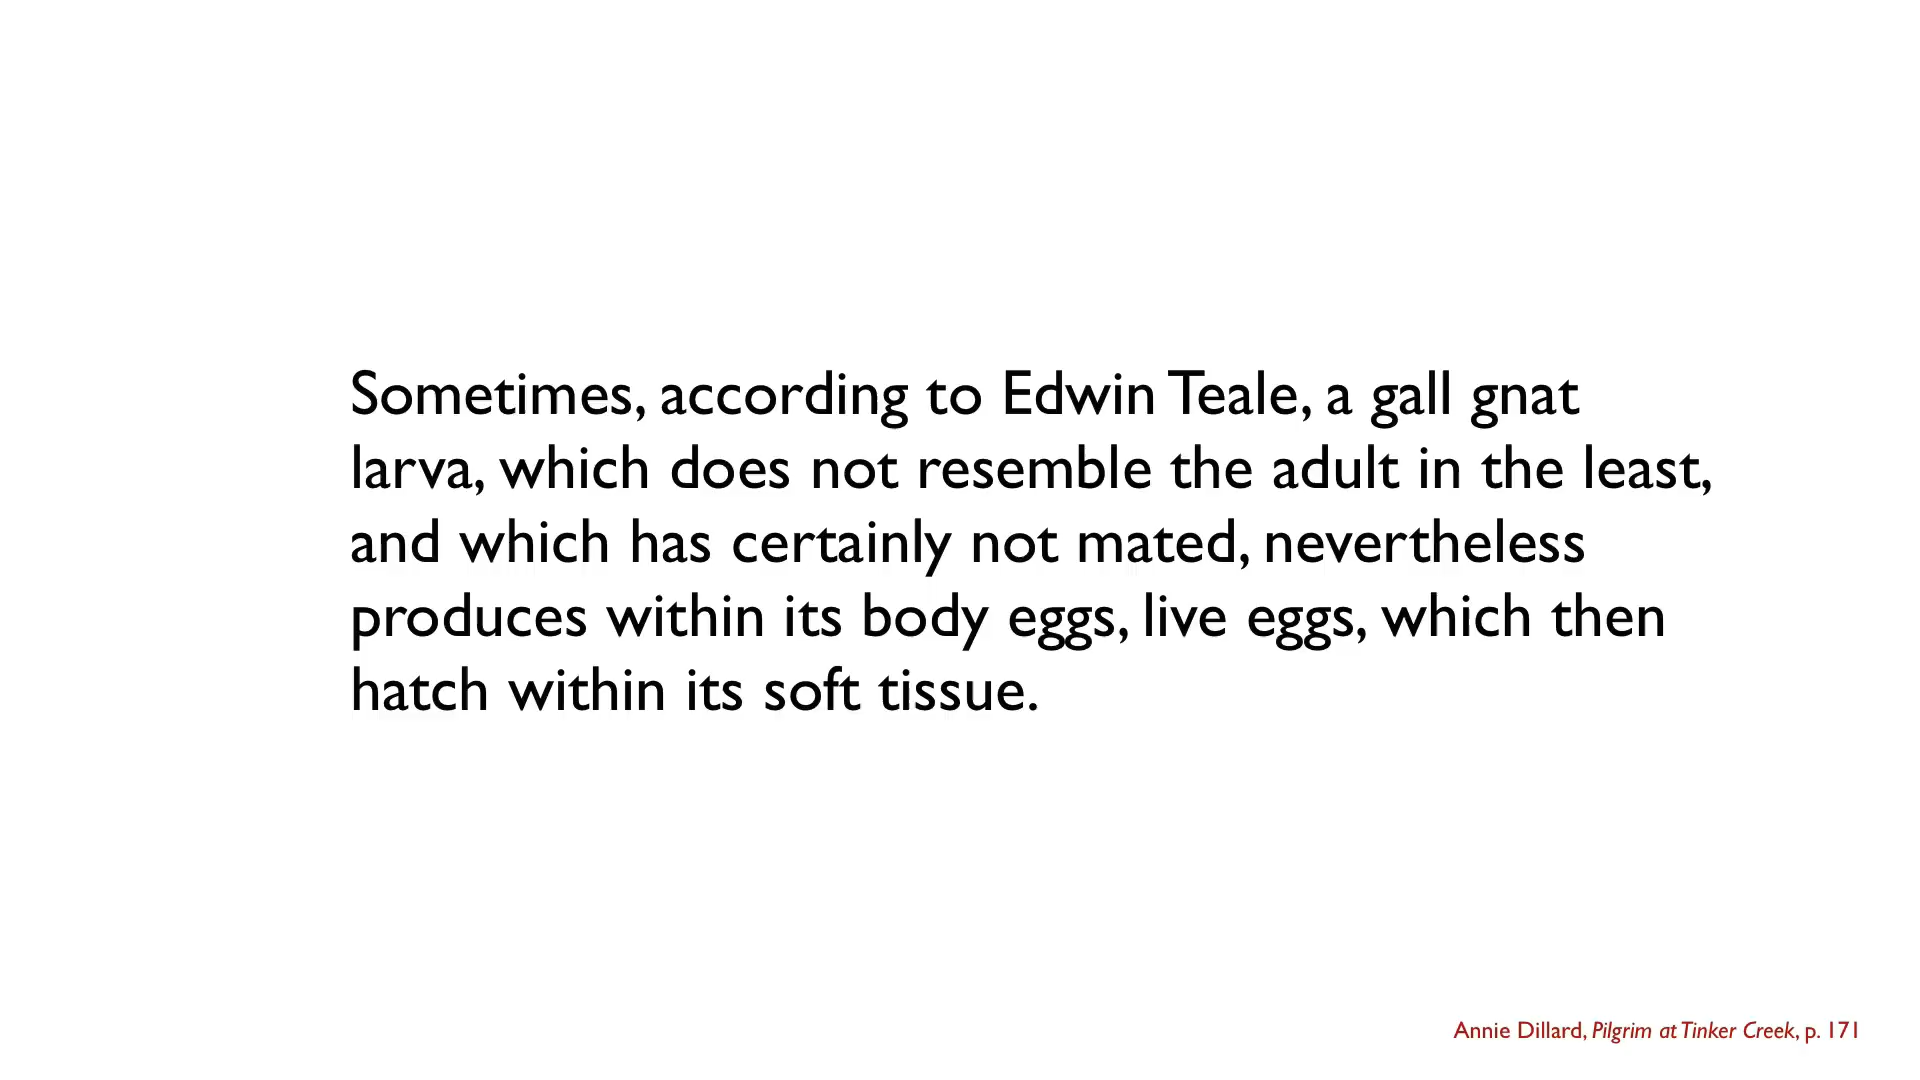 Sometimes, according to Edwin Teale, a gall gnat
larva, which does not resemble the adult in the least,
and which has certainly not mated, nevertheless
produces within its body eggs, live eggs, which then
hatch within its soft tissue.
Annie Dillard, Pilgrim at Tinker Creek, p. 171